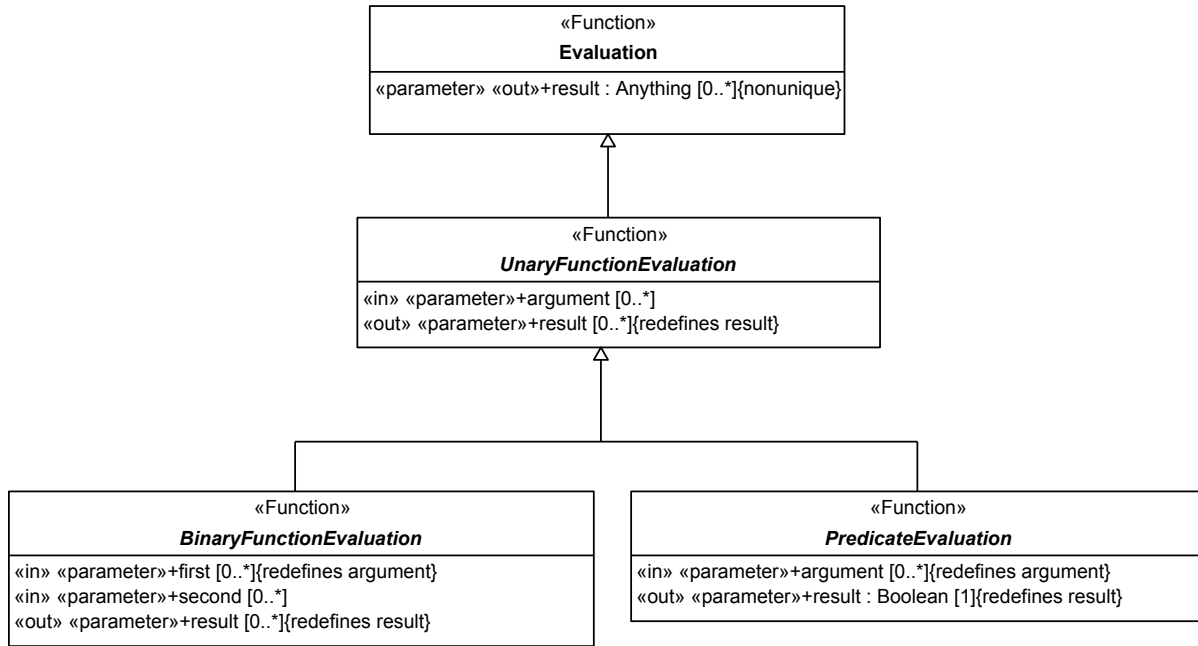 «Function»
Evaluation
«parameter» «out»+result : Anything [0..*]{nonunique}
«Function»
UnaryFunctionEvaluation
«in» «parameter»+argument [0..*]
«out» «parameter»+result [0..*]{redefines result}
«Function»
BinaryFunctionEvaluation
«in» «parameter»+first [0..*]{redefines argument}
«in» «parameter»+second [0..*]
«out» «parameter»+result [0..*]{redefines result}
«Function»
PredicateEvaluation
«in» «parameter»+argument [0..*]{redefines argument}
«out» «parameter»+result : Boolean [1]{redefines result}